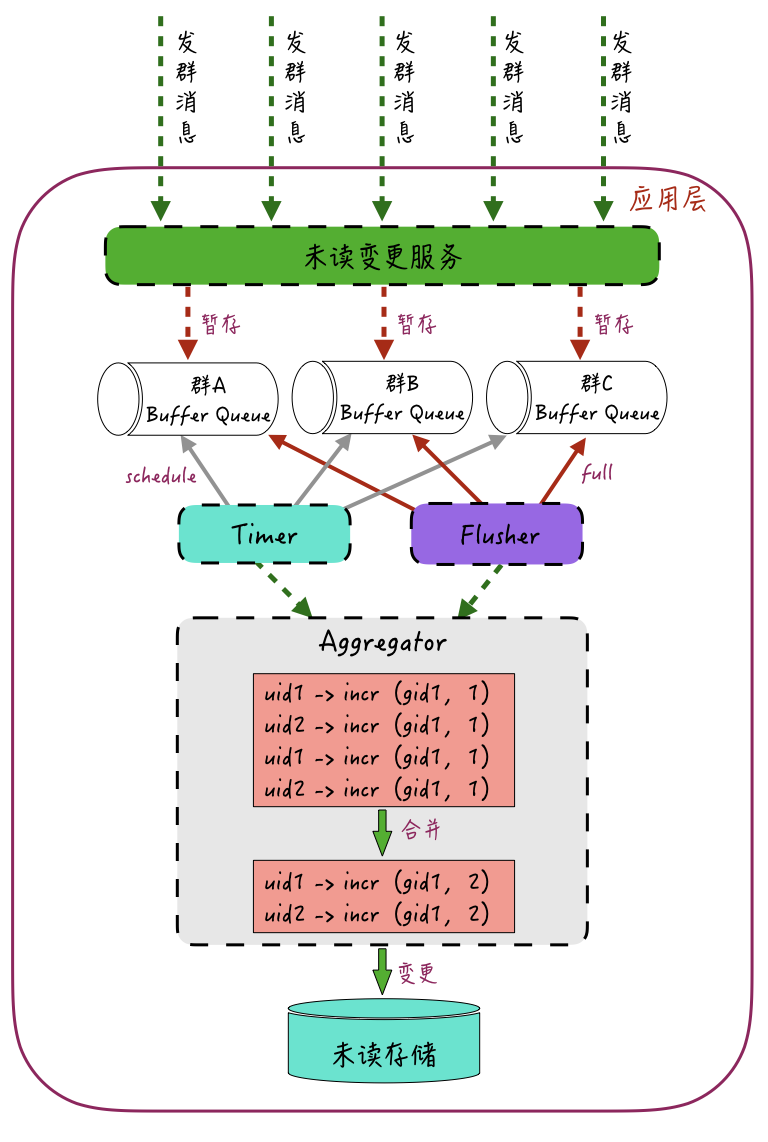 发群消息
发群消息
发群消息
发群消息
发群消息
应用层
未读变更服务
暂存
暂存
暂存
群A
Buffer Queue
群B
Buffer Queue
群C
Buffer Queue
schedule
full
Timer
Flusher
Aggregator
uid1 -> incr (gid1, 1)
uid2 -> incr (gid1, 1)
uid1 -> incr (gid1, 1)
uid2 -> incr (gid1, 1)
合并
uid1 -> incr (gid1, 2)
uid2 -> incr (gid1, 2)
变更
未读存储